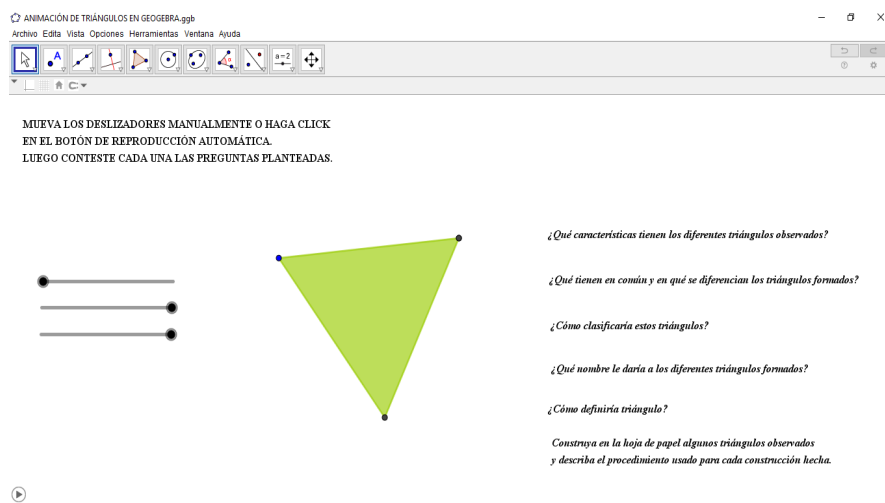 ANIMACIÓN DE TRIÁNGULOS EN GEOGEBRA.ggb
Archivo Edita Vista Opciones Herramientas Ventana Ayuda
A
a=2
MUEVA LOS DESLIZADORES MANUALMENTE O HAGA CLICK
EN EL BOTÓN DE REPRODUCCIÓN AUTOMÁTICA.
LUEGO CONTESTE CADA UNA LAS PREGUNTAS PLANTEADAS.
¿Qué características tienen los diferentes triángulos observados?
¿Qué tienen en común y en qué se diferencian los triángulos formados?
¿Cómo clasificaría estos triángulos?
¿Qué nombre le daría a los diferentes triángulos formados?
¿Cómo definiría triángulo?
Construya en la hoja de papel algunos triángulos observados
y describa el procedimiento usado para cada construcción hecha.